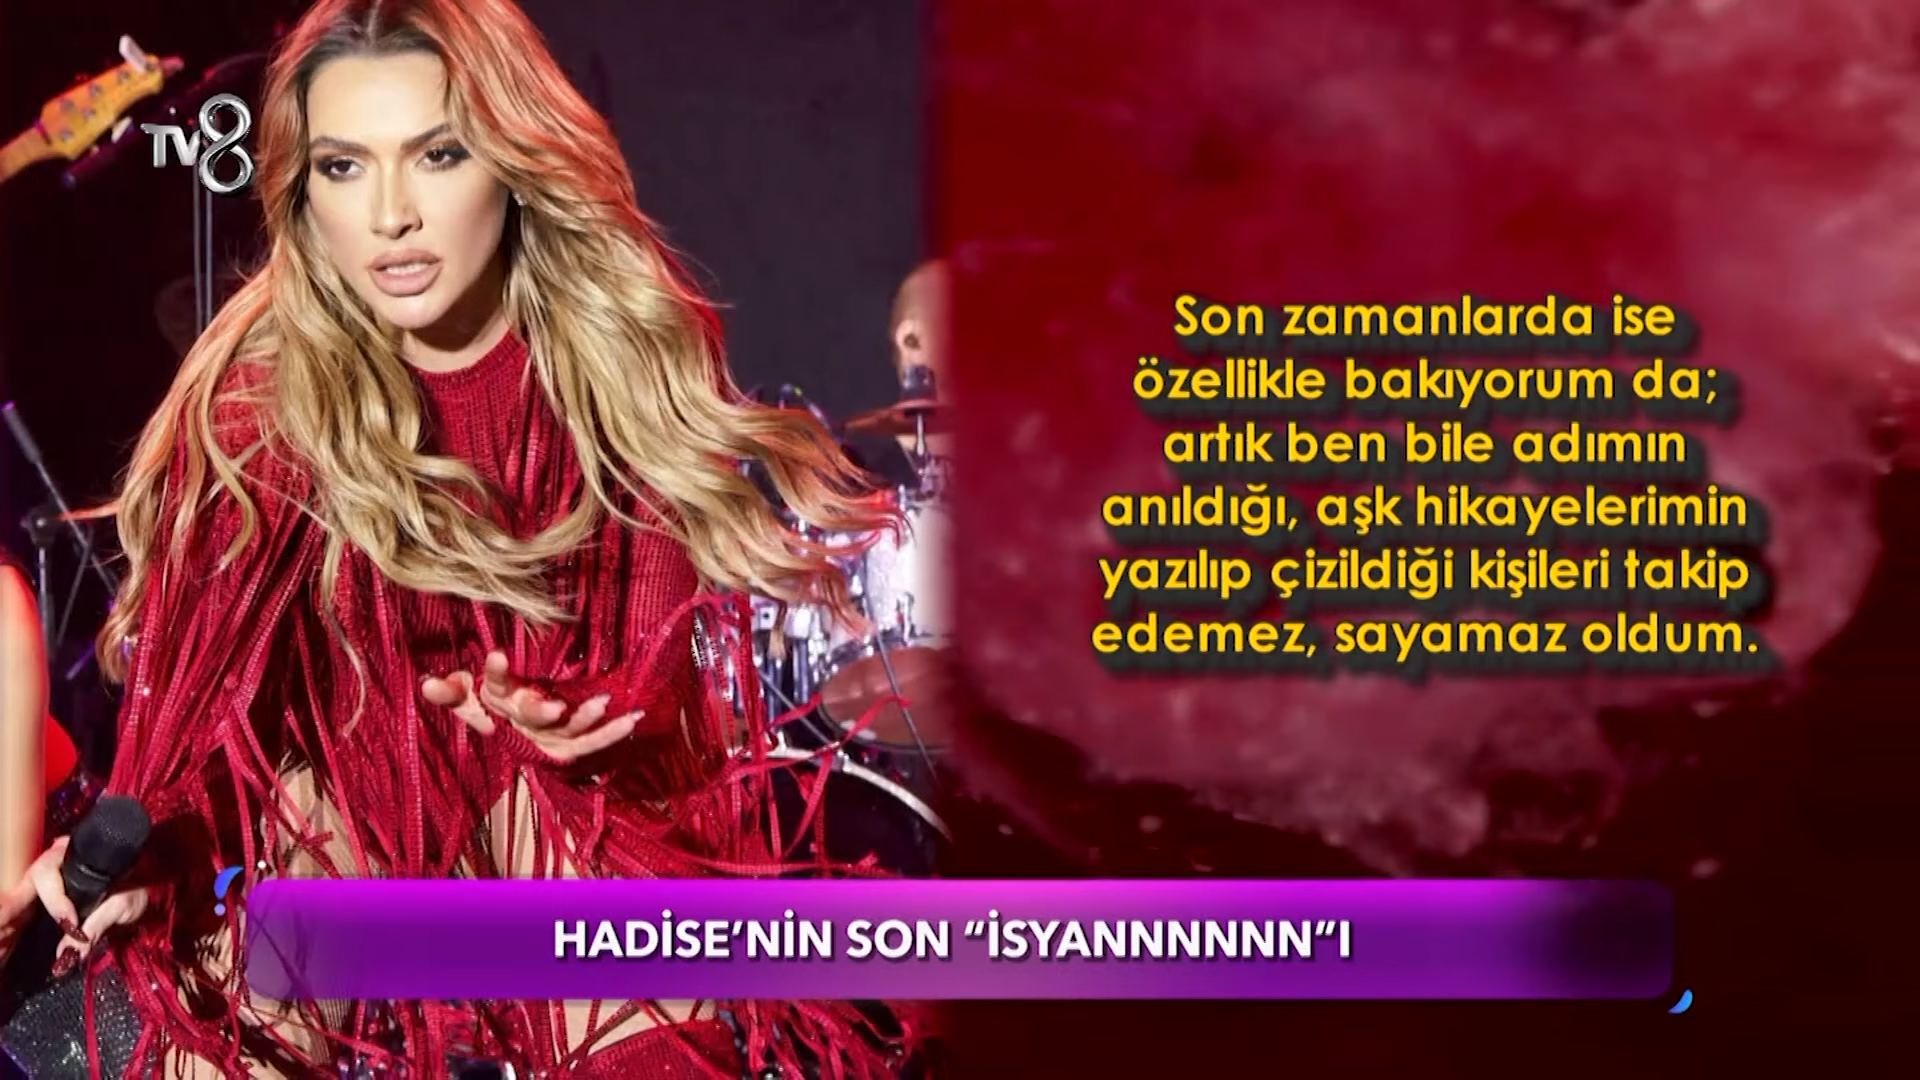 TV8
Son zamanlarda ise
özellikle bakıyorum da;
artık ben bile adımın
anıldığı, aşk hikayelerimin
yazılıp çizildiği kişileri takip
edemez, sayamaz oldum.
HADİSE’NİN SON “İSYANNNNNN“I